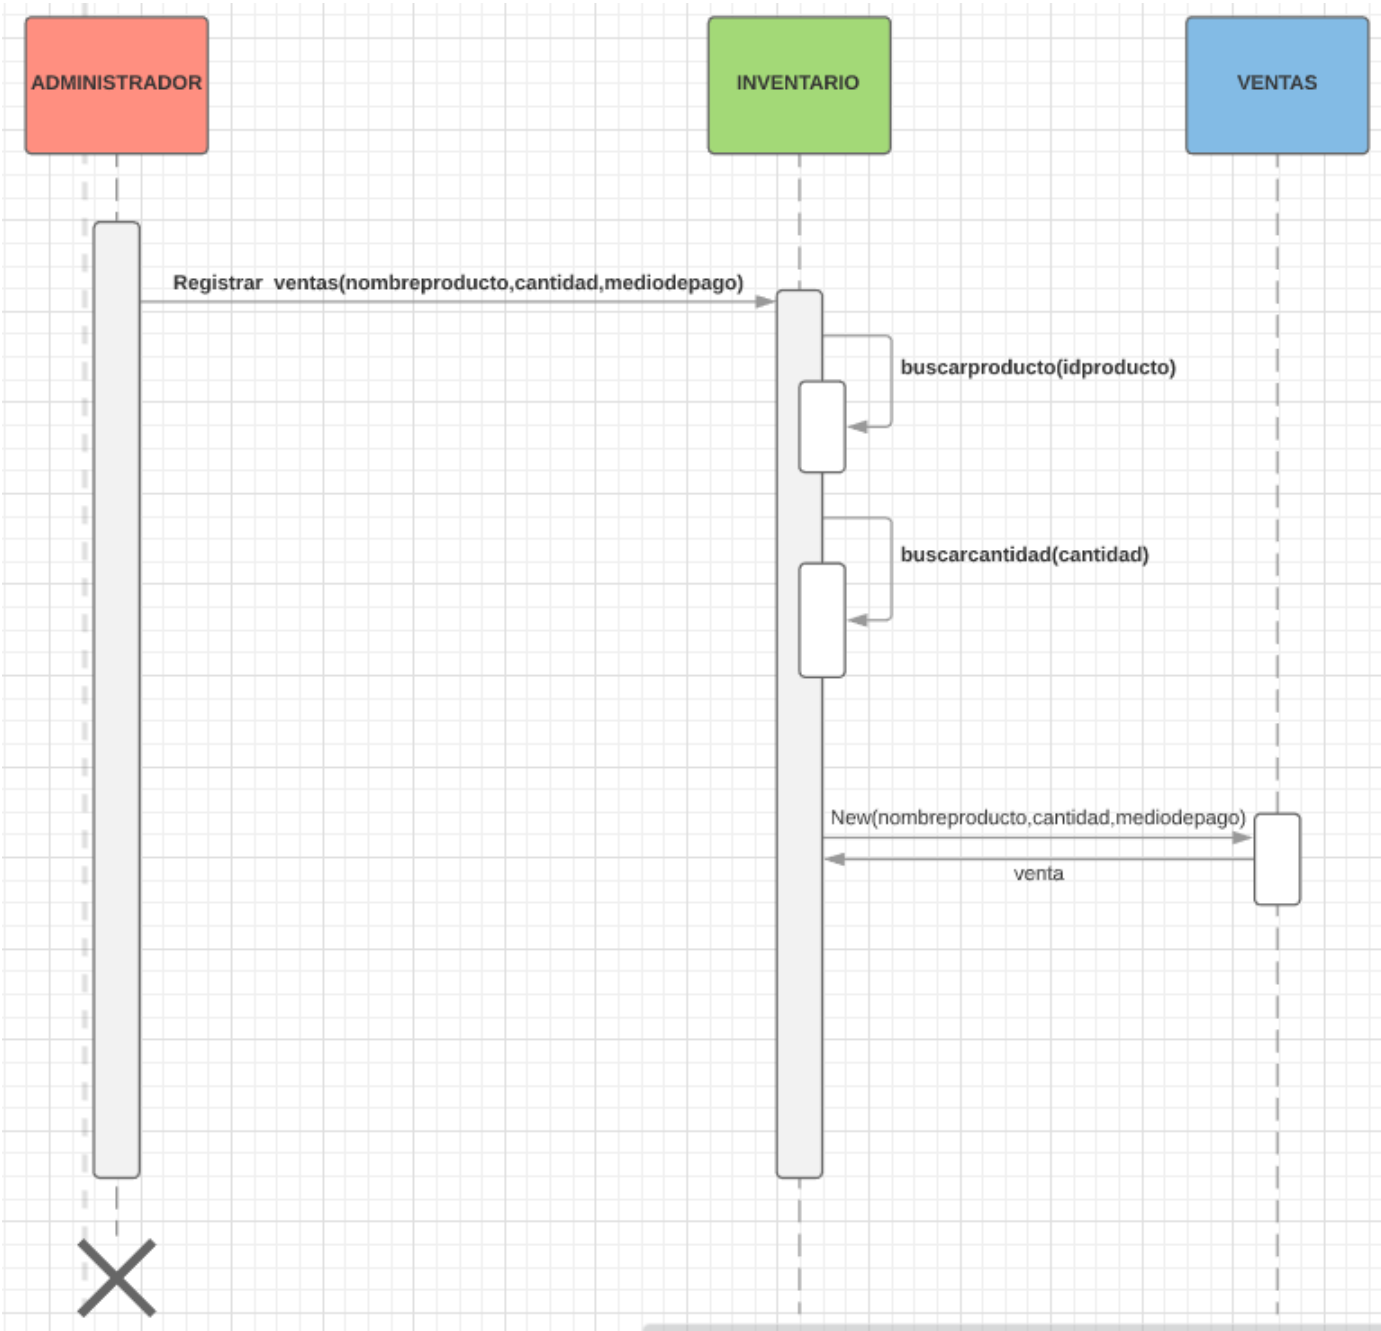 ADMINISTRADOR
INVENTARIO
VENTAS
Registrar  ventas(nombreproducto,cantidad,mediodepago)
buscarproducto(idproducto)
buscarcantidad(cantidad)
New(nombreproducto,cantidad,mediodepago)
venta